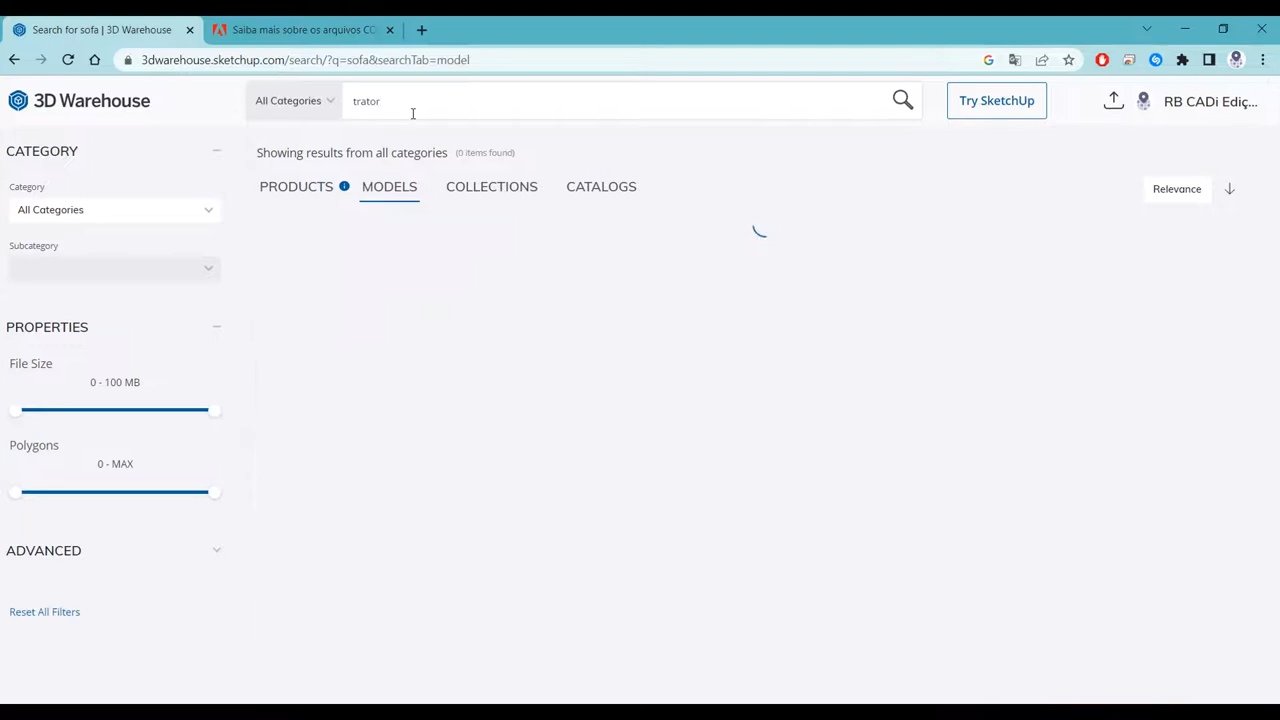 Search for sofa | 3D Warehouse
Saiba mais sobre os arquivos CO
3dwarehouse.sketchup.com/search/?q=sofa&searchTab=model
3D Warehouse
All Categories
trator
Try SketchUp
RB CADi Ediç...
CATEGORY
Category
All Categories
Subcategory
PROPERTIES
File Size
0 - 100 MB
Polygons
0 - MAX
ADVANCED
Reset All Filters
Showing results from all categories (0 items found)
PRODUCTS MODELS COLLECTIONS CATALOGS
Relevance